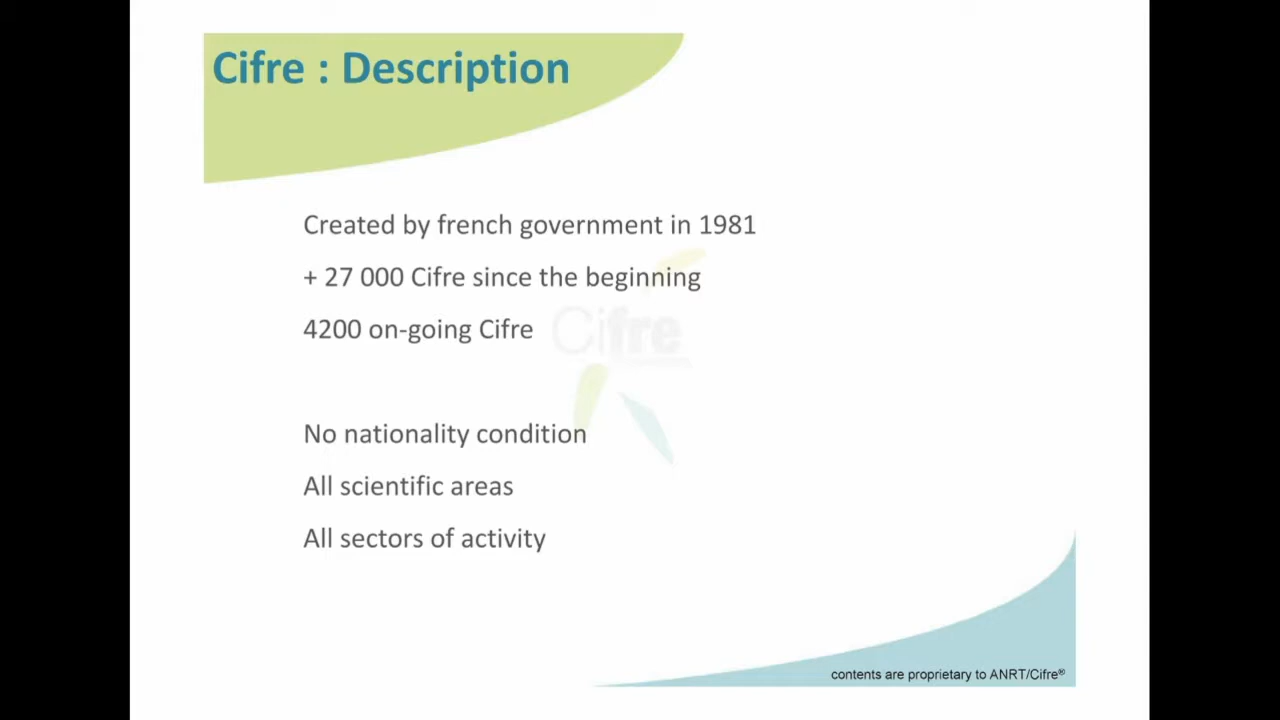 Cifre : Description
Created by french government in 1981
+ 27 000 Cifre since the beginning
Cifre
4200 on-going Cifre
No nationality condition
All scientific areas
All sectors of activity
contents are proprietary to ANRT/Cifre®